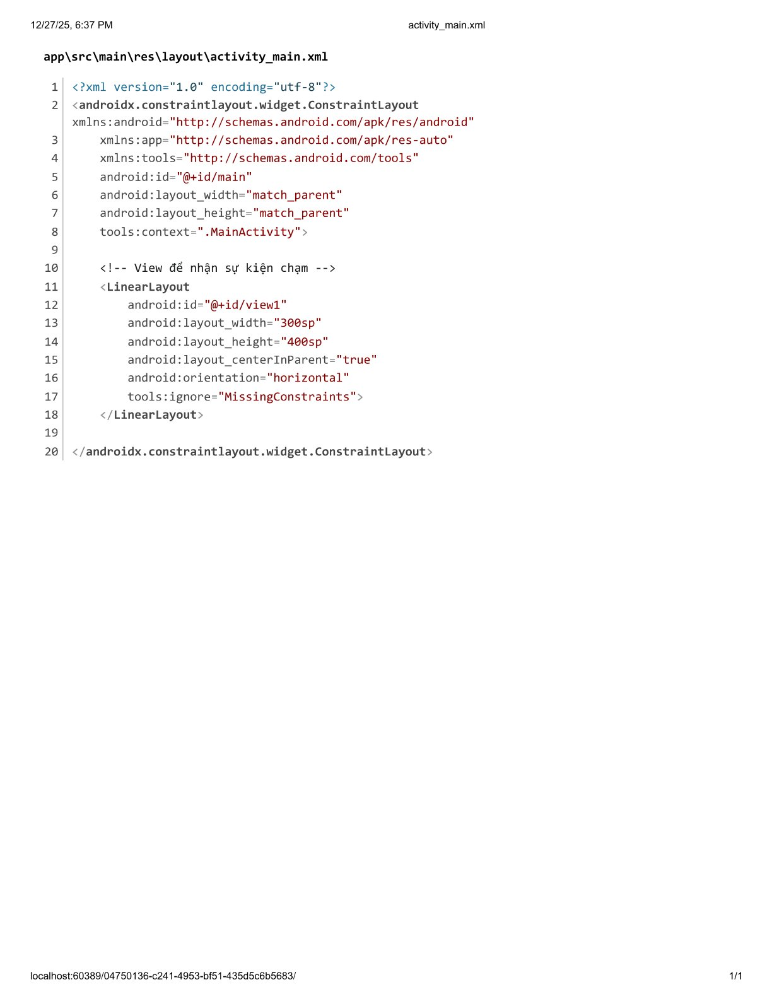 12/27/25, 6:37 PM activity_main.xml
app\src\main\res\layout\activity_main.xml
1 <?xml version="1.0" encoding="utf-8"?>
2 <androidx.constraintlayout.widget.ConstraintLayout
xmlns:android="http://schemas.android.com/apk/res/android"
3 xmlns:app="http://schemas.android.com/apk/res-auto"
4 xmlns:tools="http://schemas.android.com/tools"
5 android:id="@+id/main"
6 android:layout_width="match_parent"
7 android:layout_height="match_parent"
8 tools:context=".MainActivity">
9
10 <!-- View để nhận sự kiện chạm -->
11 <LinearLayout
12 android:id="@+id/view1"
13 android:layout_width="300sp"
14 android:layout_height="400sp"
15 android:layout_centerInParent="true"
16 android:orientation="horizontal"
17 tools:ignore="MissingConstraints">
18 </LinearLayout>
19
20 </androidx.constraintlayout.widget.ConstraintLayout>
localhost:60389/04750136-c241-4953-bf51-435d5c6b5683/ 1/1